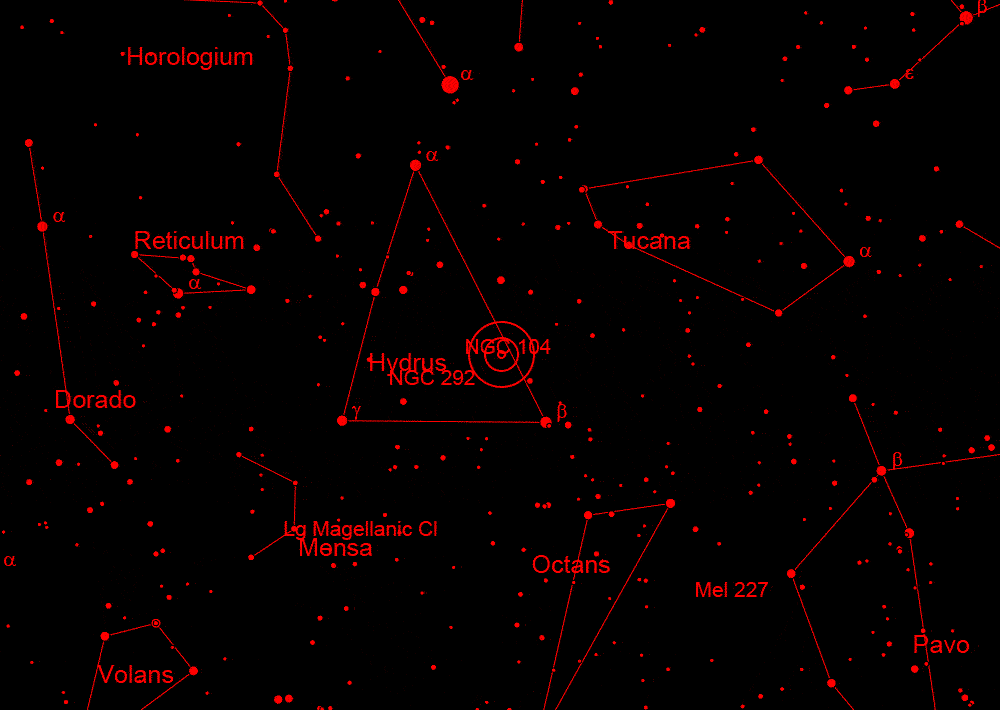 β
Horologium
α
ε
α
α
Tucana
Reticulum
α
α
NGC 104
Hydrus
NGC 292
Dorado
γ
β
β
Lg Magellanic Cl
Mensa
α
Octans
Mel 227
Pavo
Volans